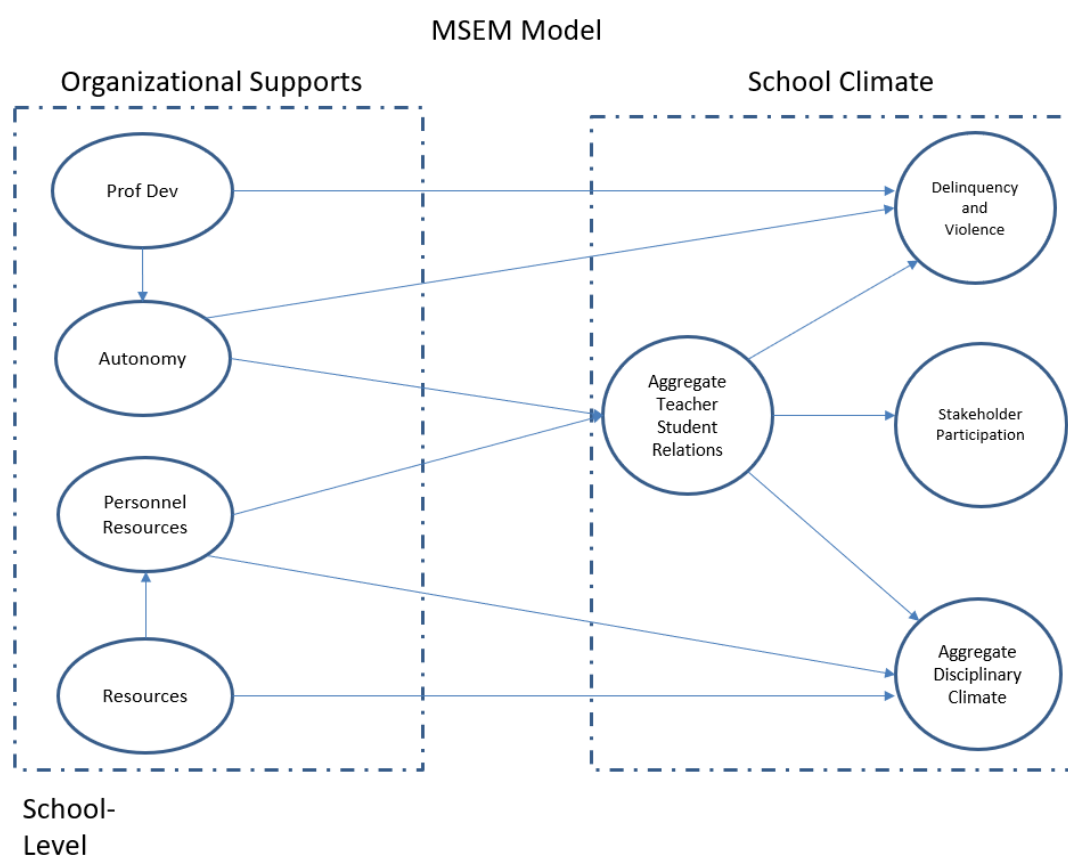 MSEM Model
Organizational Supports
School Climate
Prof Dev
Delinquency
and
Violence
Autonomy
Aggregate
Teacher
Student
Relations
Stakeholder
Participation
Personnel
Resources
Resources
Aggregate
Disciplinary
Climate
School-
Level